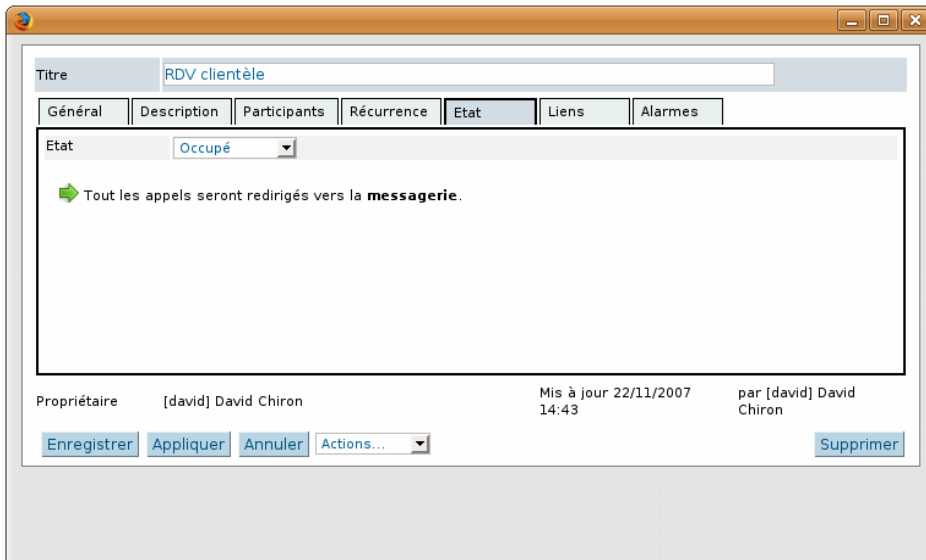 Titre RDV clientèle
Général Description Participants Récurrence Etat Liens Alarmes
Etat Occupé
Tout les appels seront redirigés vers la messagerie.
Propriétaire [david] David Chiron Mis à jour 22/11/2007 par [david] David
14:43 Chiron
Enregistrer Appliquer Annuler Actions... Supprimer